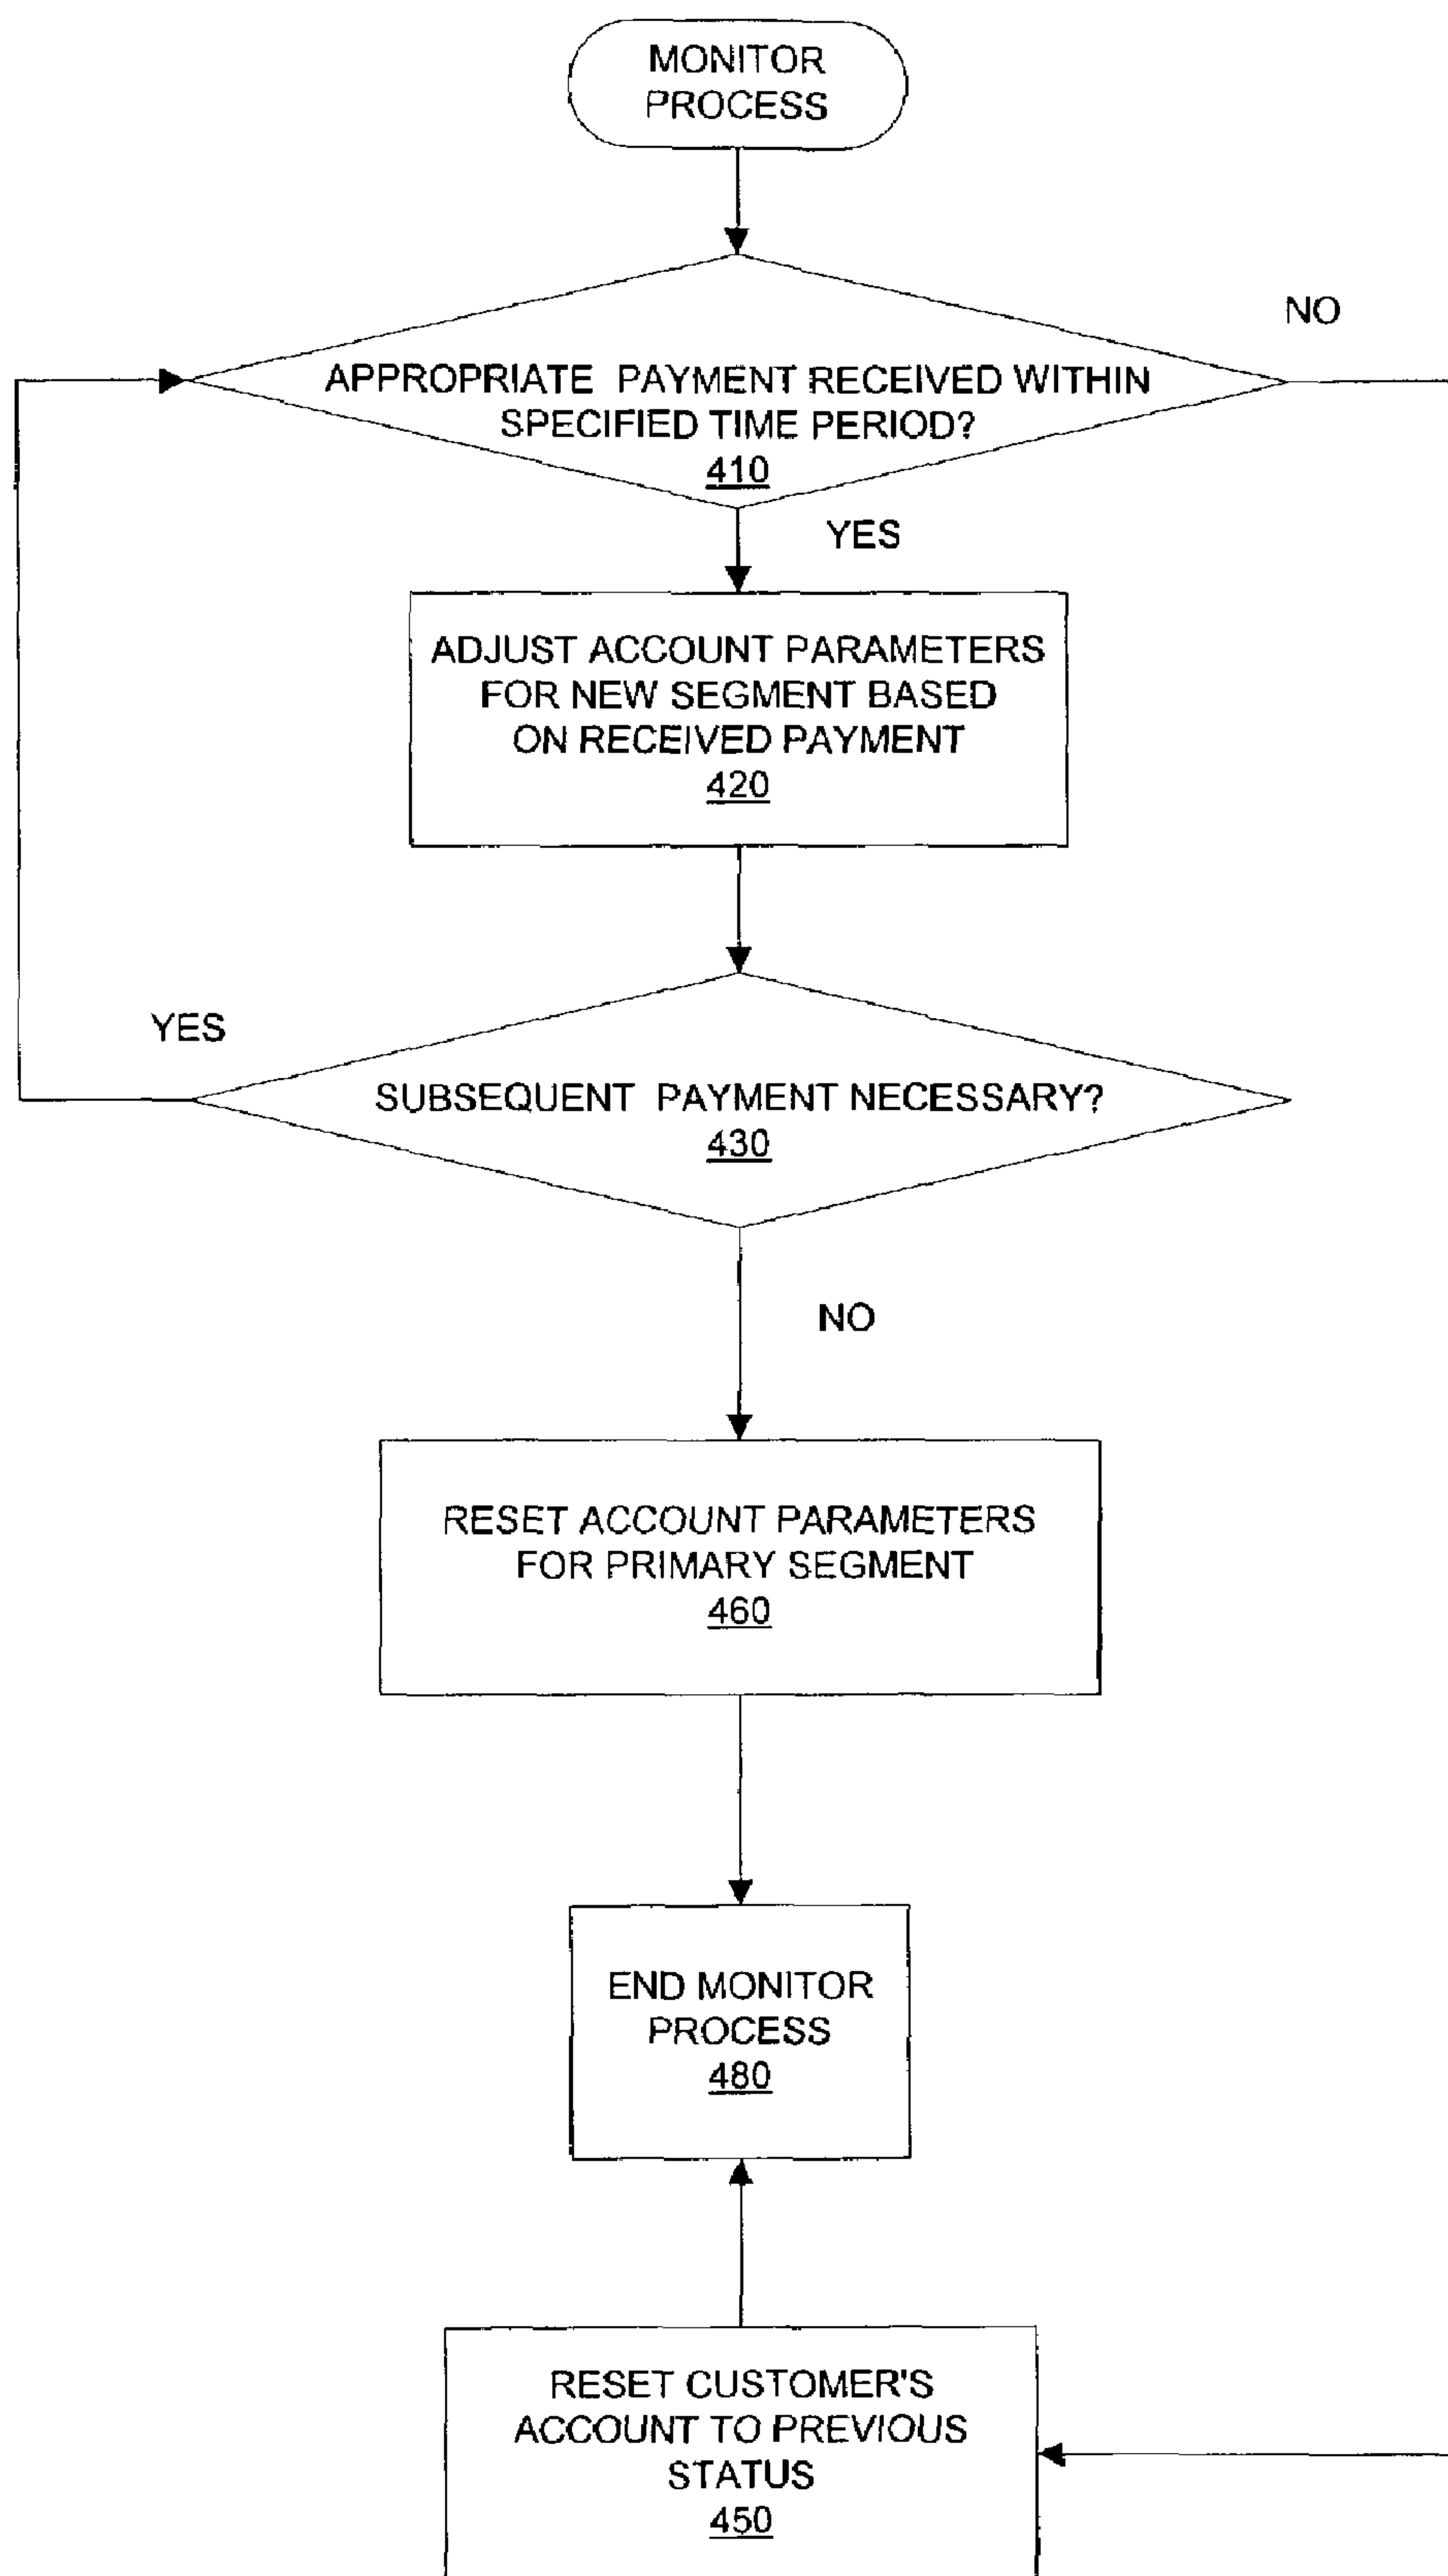 MONITOR
PROCESS
NO
APPROPRIATE PAYMENT RECEIVED WITHIN
SPECIFIED TIME PERIOD?
410
YES
ADJUST ACCOUNT PARAMETERS
FOR NEW SEGMENT BASED
ON RECEIVED PAYMENT
420
YES
SUBSEQUENT PAYMENT NECESSARY?
430
NO
RESET ACCOUNT PARAMETERS
FOR PRIMARY SEGMENT
460
END MONITOR
PROCESS
480
RESET CUSTOMER'S
ACCOUNT TO PREVIOUS
STATUS
450